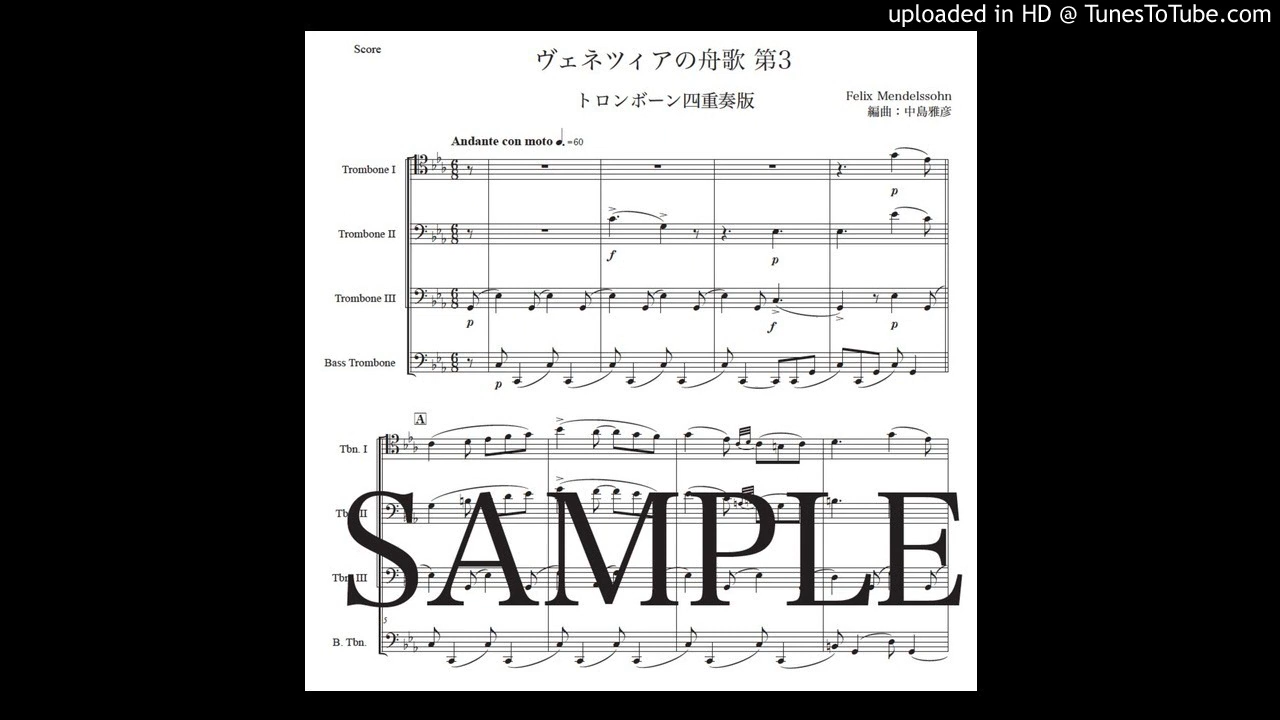 uploaded in HD @ TunesToTube.com
Score
ヴェネツィアの舟歌 第3
トロンボーン四重奏版
Felix Mendelssohn
編曲：中島雅彦
Andante con moto ♩. =60
Trombone I
p
Trombone II
f
p
Trombone III
p
f
p
Bass Trombone
p
A
Tbn. I
Tbn. II
Tbn. III
5
B. Tbn.
SAMPLE